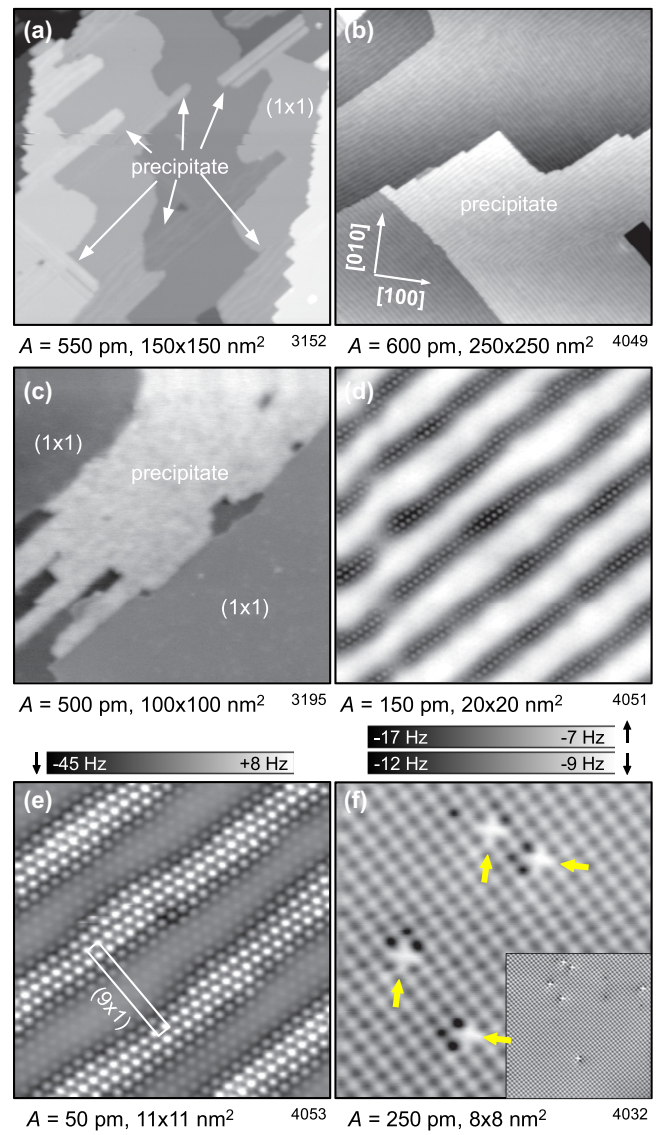 (a)
(1x1)
precipitate
A = 550 pm, 150x150 nm² 3152
(b)
precipitate
[010]
[100]
A = 600 pm, 250x250 nm² 4049
(c)
(1x1)
precipitate
(1x1)
A = 500 pm, 100x100 nm² 3195
(d)
A = 150 pm, 20x20 nm² 4051
-17 Hz -7 Hz
-45 Hz +8 Hz
-12 Hz -9 Hz
(e)
(9x1)
A = 50 pm, 11x11 nm² 4053
(f)
A = 250 pm, 8x8 nm² 4032